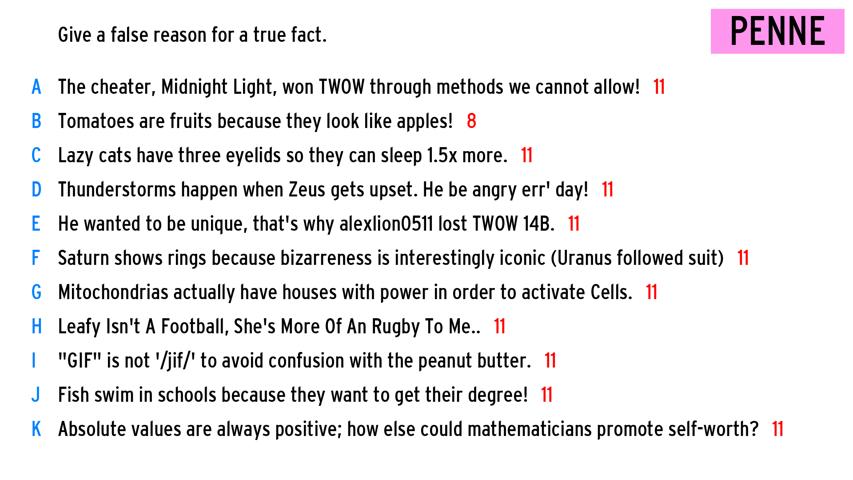 Give a false reason for a true fact.
PENNE
A The cheater, Midnight Light, won TWOW through methods we cannot allow! 11
B Tomatoes are fruits because they look like apples! 8
C Lazy cats have three eyelids so they can sleep 1.5x more. 11
D Thunderstorms happen when Zeus gets upset. He be angry err' day! 11
E He wanted to be unique, that's why alexlion0511 lost TWOW 14B. 11
F Saturn shows rings because bizarreness is interestingly iconic (Uranus followed suit) 11
G Mitochondrias actually have houses with power in order to activate Cells. 11
H Leafy Isn't A Football, She's More Of An Rugby To Me.. 11
I "GIF" is not '/jif/' to avoid confusion with the peanut butter. 11
J Fish swim in schools because they want to get their degree! 11
K Absolute values are always positive; how else could mathematicians promote self-worth? 11